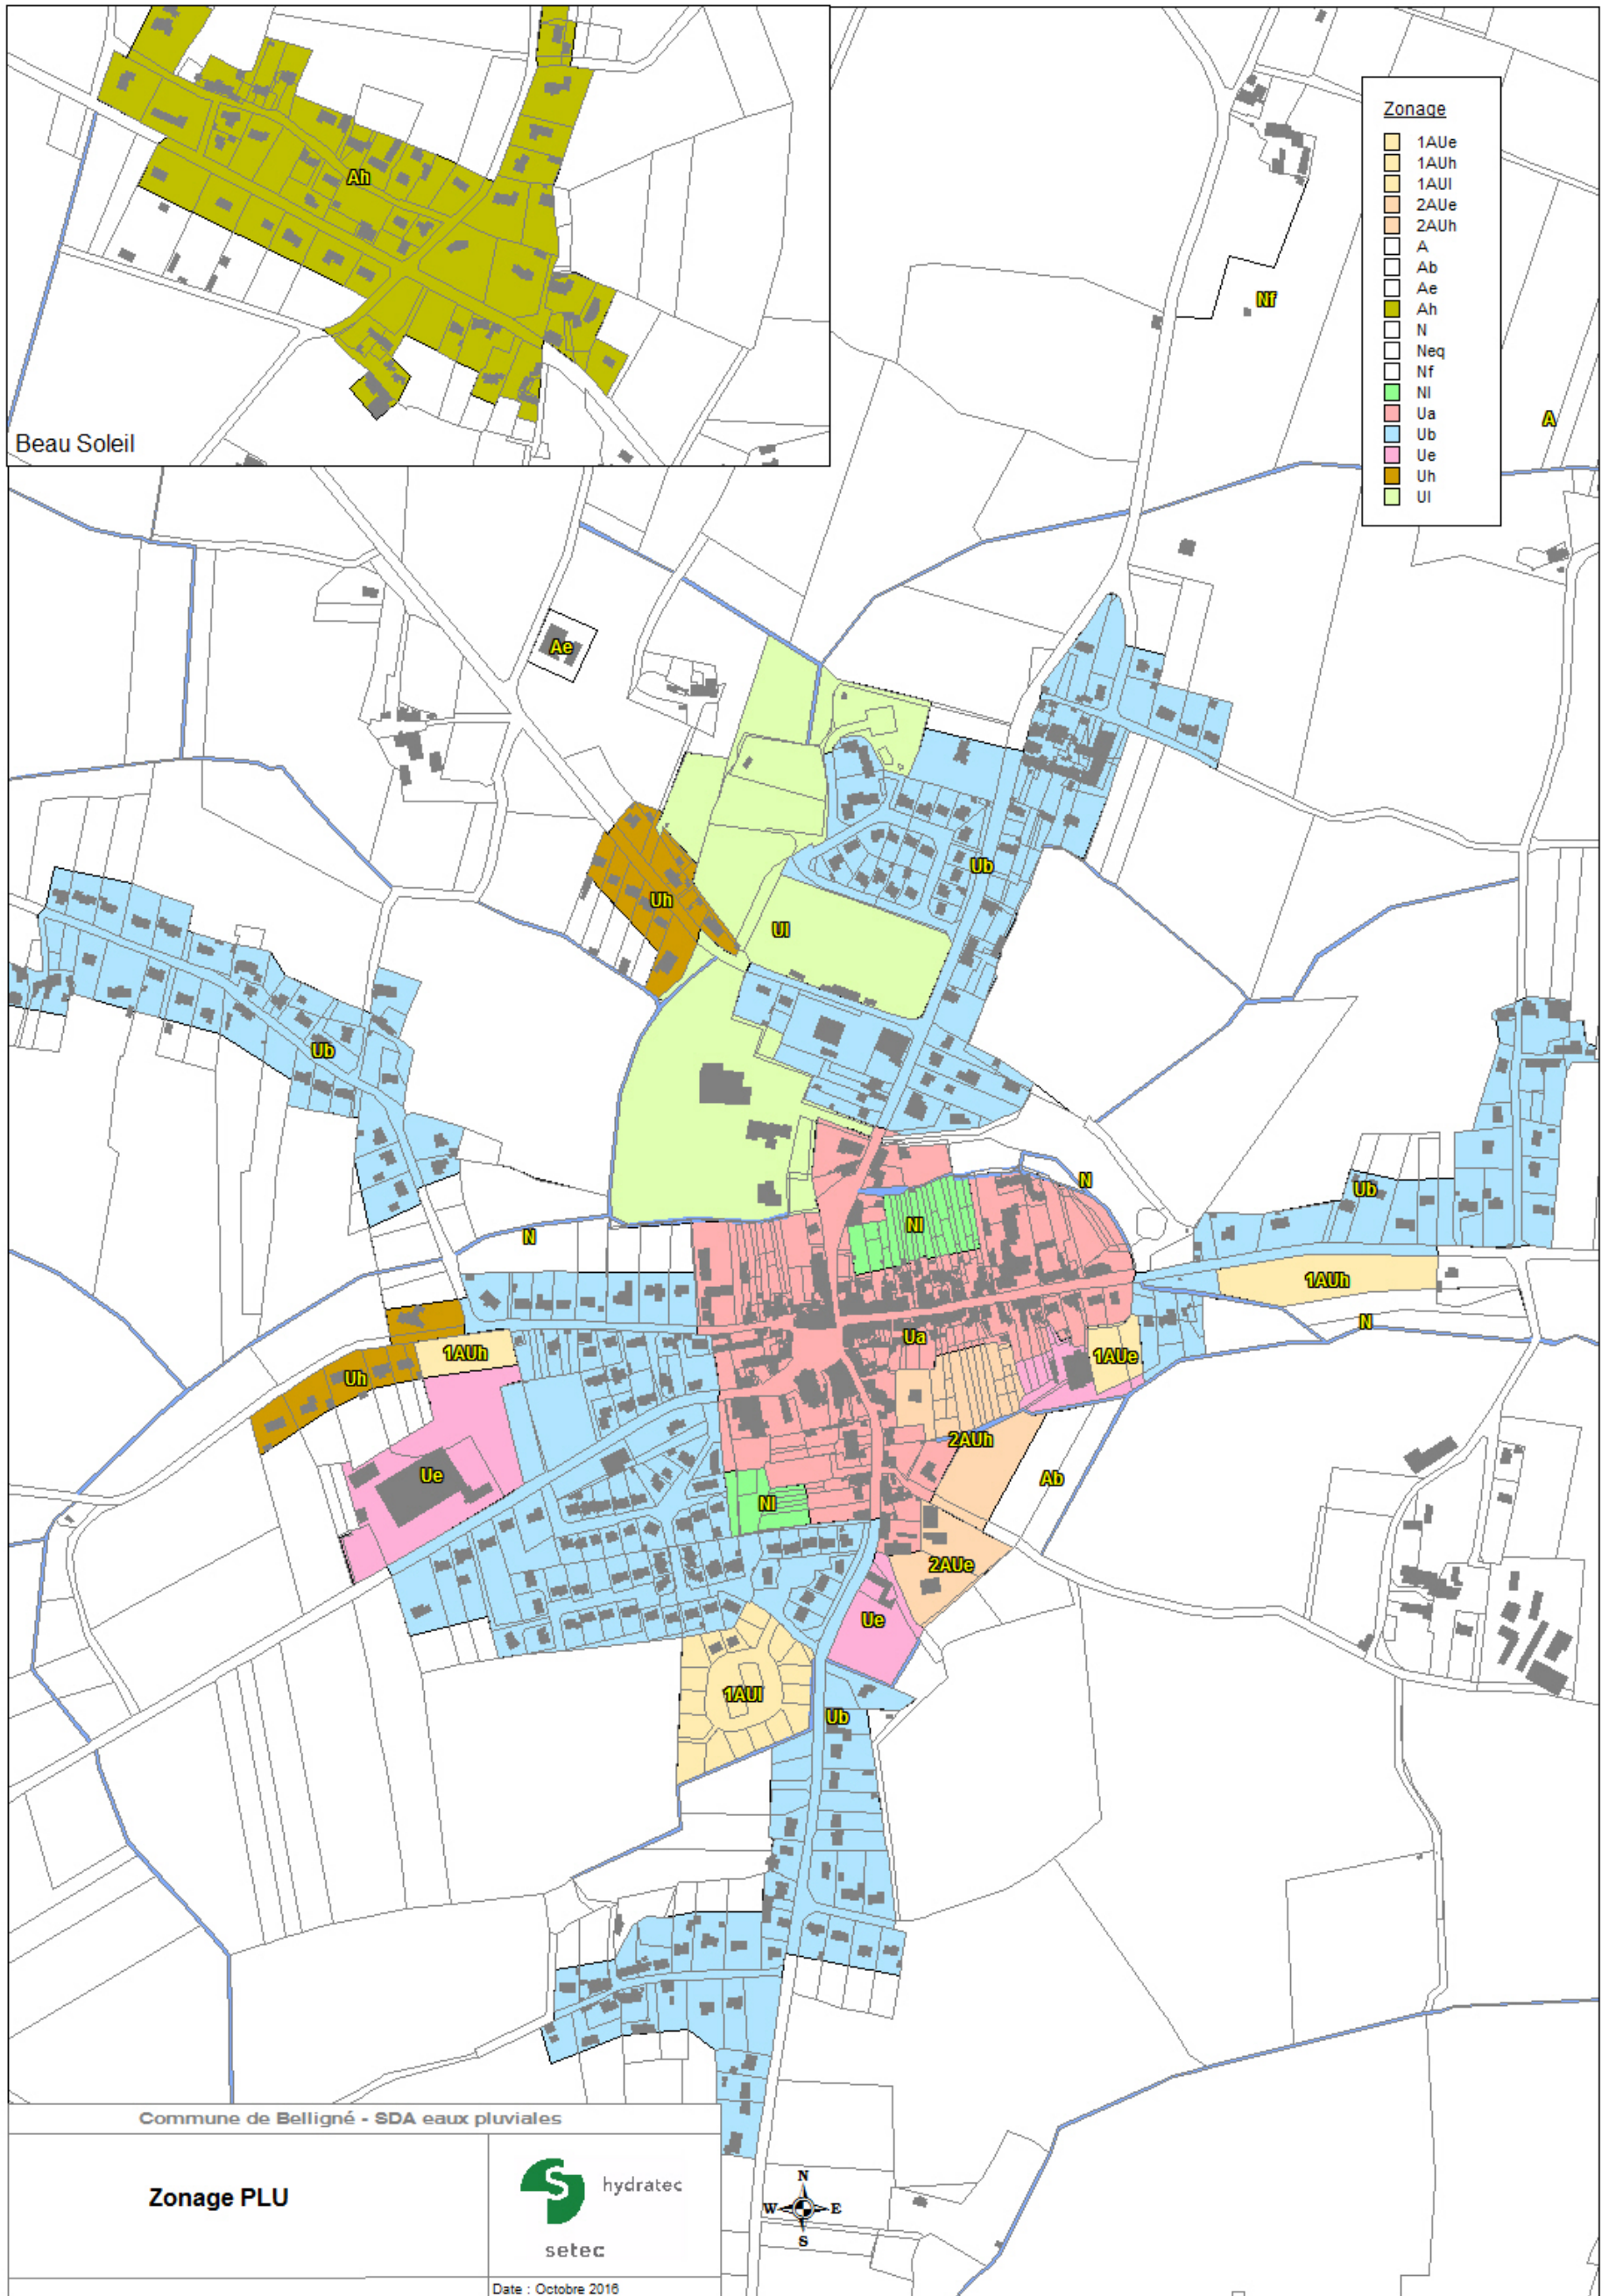 Ah
Beau Soleil
Zonage
1AUe
1AUh
1AUl
2AUe
2AUh
A
Ab
Ae
Ah
N
Neq
Nf
Nl
Ua
Ub
Ue
Uh
Ul
Nf
A
Ae
Ub
Uh
Ul
Ub
N
Ub
Nl
N
1AUh
N
Ua
1AUh
1AUe
Uh
2AUh
Ue
Ab
Nl
2AUe
Ue
1AUl
Ub
Commune de Belligné - SDA eaux pluviales
Zonage PLU
hydratec
setec
N
W E
S
Date : Octobre 2016